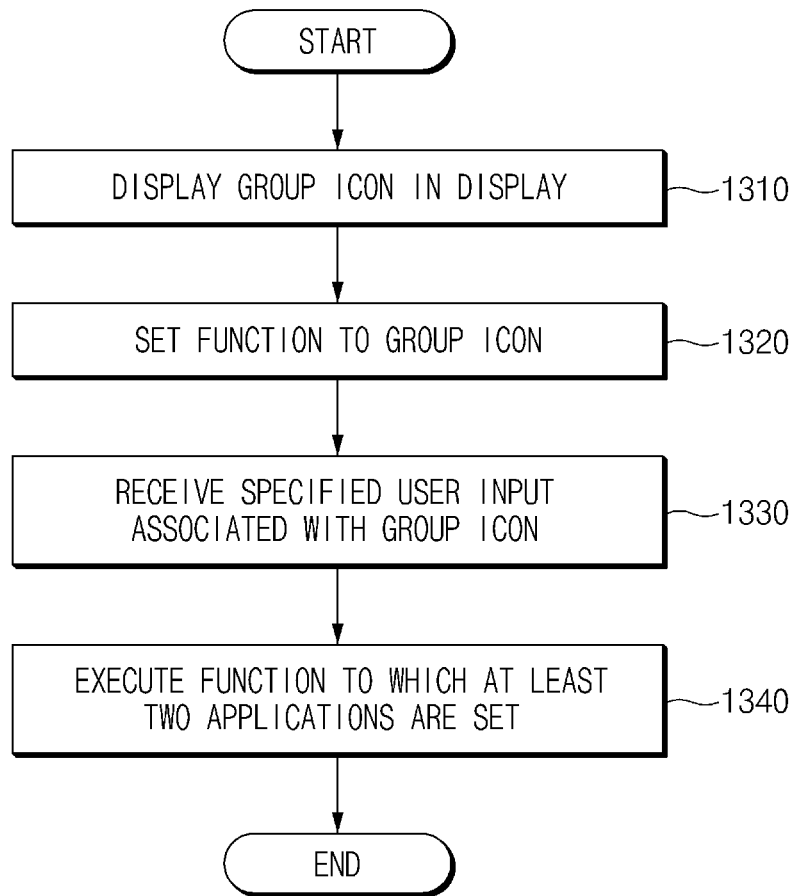 START
DISPLAY GROUP ICON IN DISPLAY
1310
SET FUNCTION TO GROUP ICON
1320
RECEIVE SPECIFIED USER INPUT
ASSOCIATED WITH GROUP ICON
1330
EXECUTE FUNCTION TO WHICH AT LEAST
TWO APPLICATIONS ARE SET
1340
END